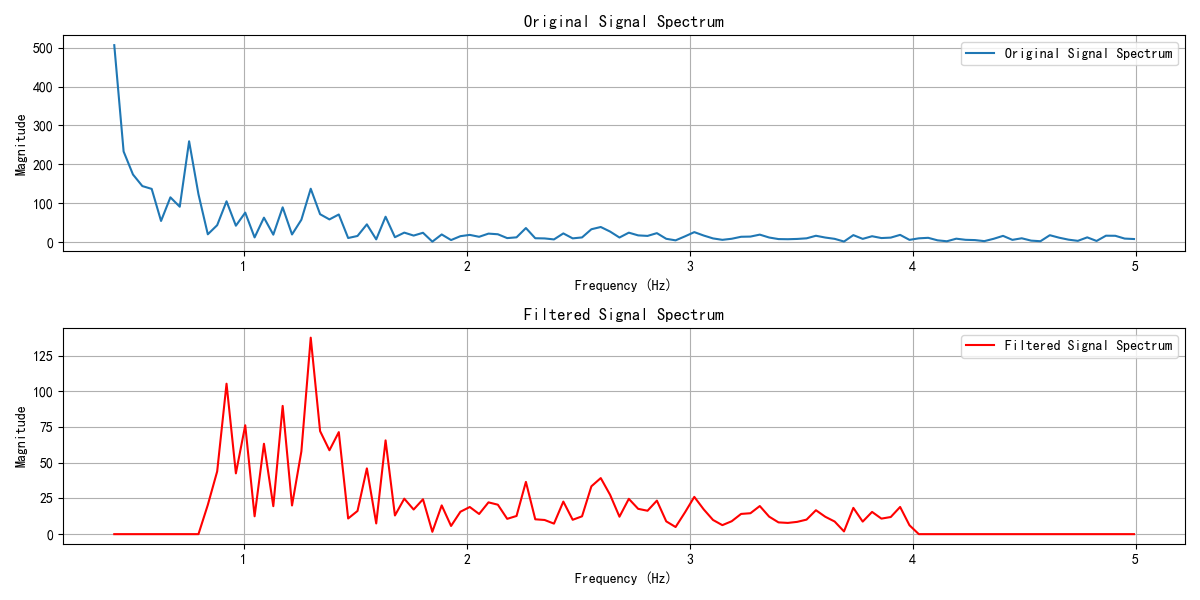 Original Signal Spectrum
500
400
300
200
100
0
Magnitude
Original Signal Spectrum
1
2
3
4
5
Frequency (Hz)
Filtered Signal Spectrum
125
100
75
50
25
0
Magnitude
Filtered Signal Spectrum
1
2
3
4
5
Frequency (Hz)